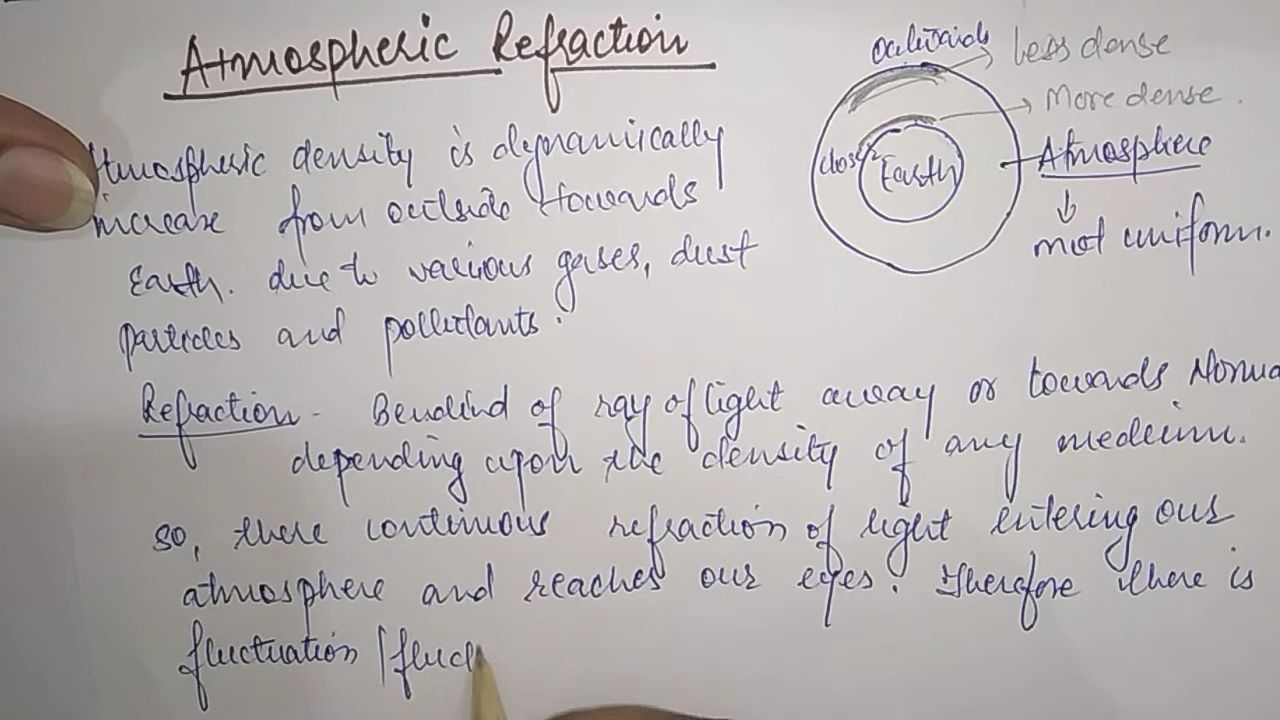 Atmospheric Refraction
Atmospheric density is dynamically
increase from outside towards
Earth. due to various gases, dust
particles and pollutants.
outwards
Less dense
More dense.
close
Earth
Atmosphere
not uniform.
Refraction - Bendind of ray of light away or towards Norma
depending upon the density of any medium.
so, there continuous refraction of light entering our
atmosphere and reaches our eyes. Therefore there is
fluctuation / fluc